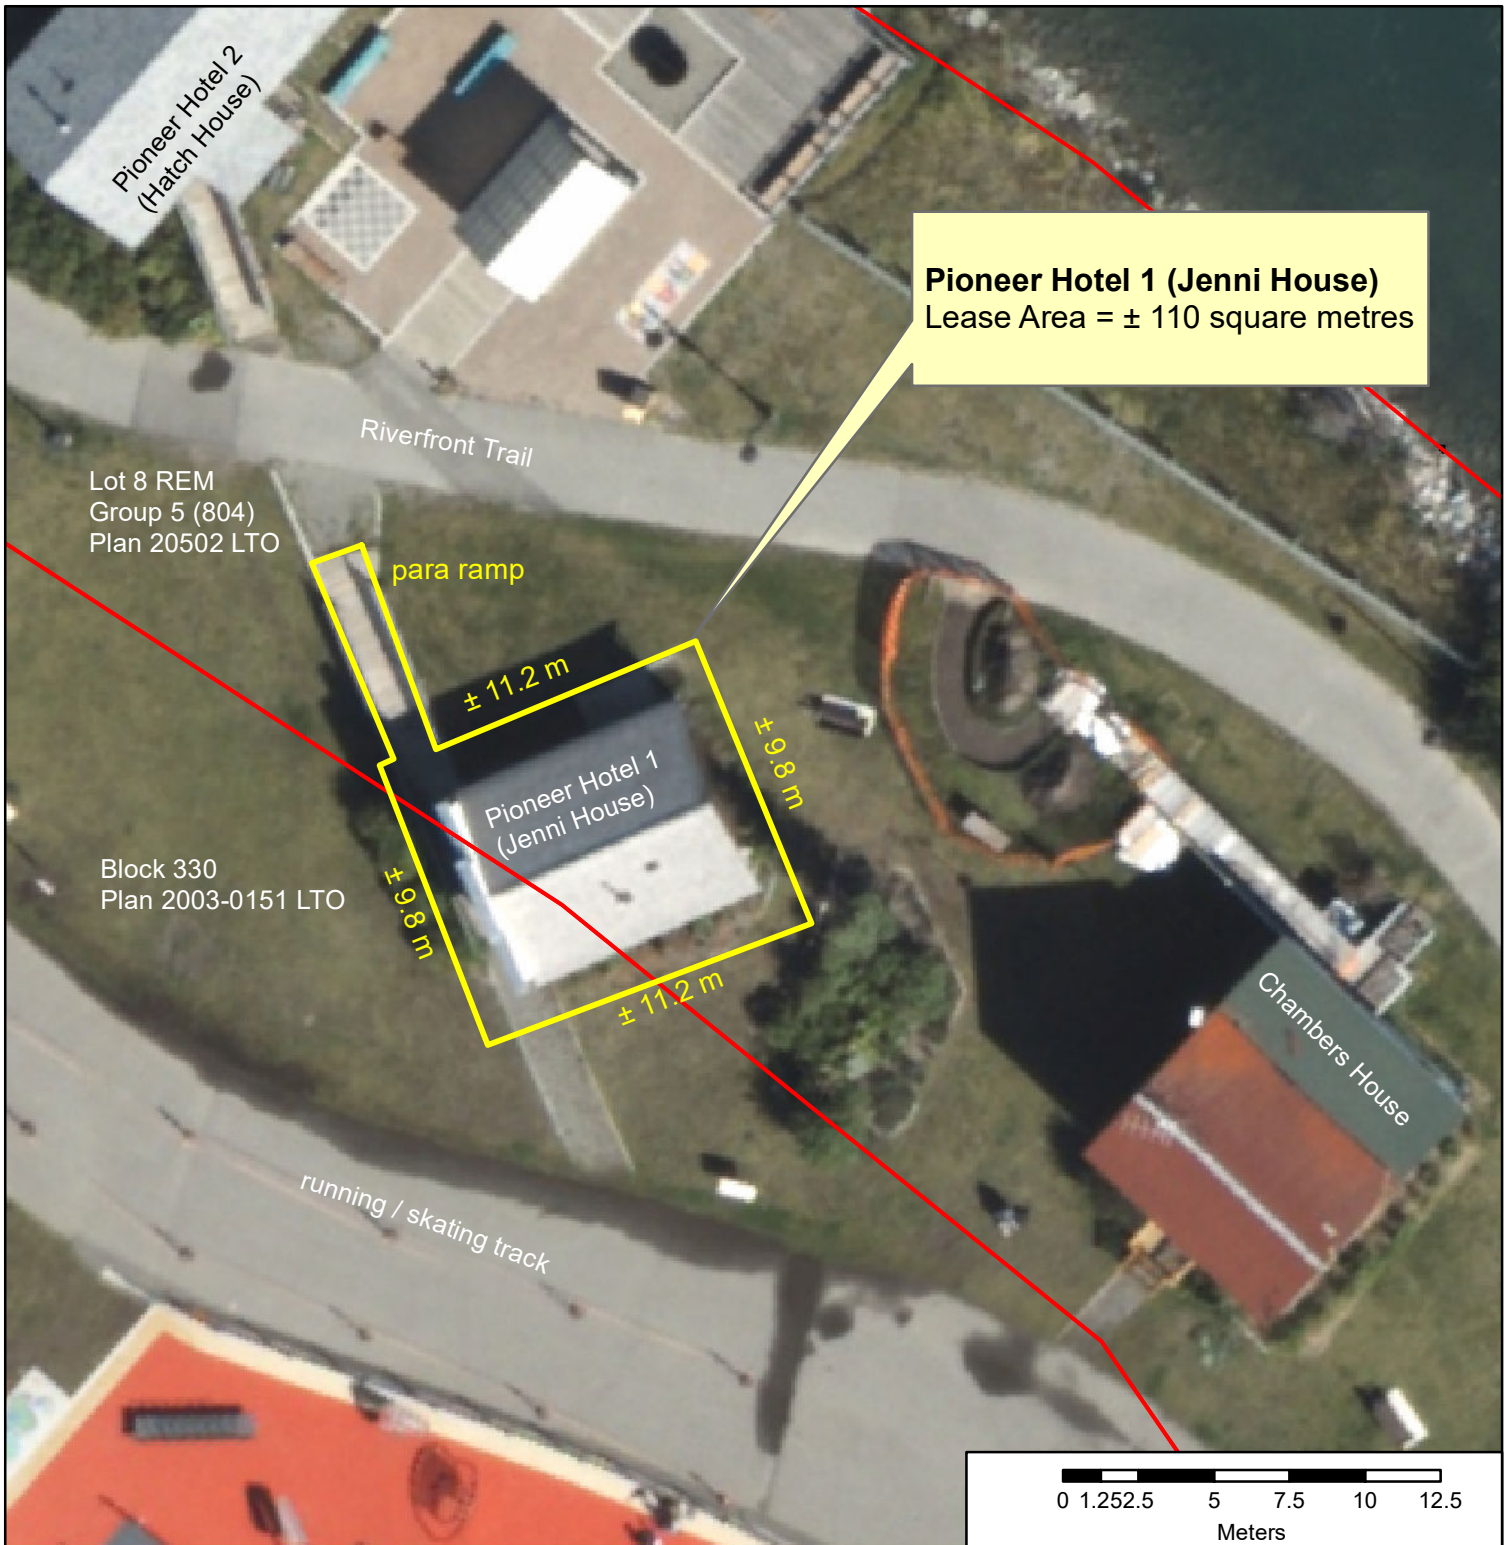 Pioneer Hotel 2
(Hatch House)
Pioneer Hotel 1 (Jenni House)
Lease Area = ± 110 square metres
Riverfront Trail
Lot 8 REM
Group 5 (804)
Plan 20502 LTO
para ramp
± 11.2 m
± 9.8 m
Pioneer Hotel 1
(Jenni House)
Block 330
Plan 2003-0151 LTO
± 9.8 m
± 11.2 m
Chambers House
running / skating track
0 1.252.5 5 7.5 10 12.5
Meters